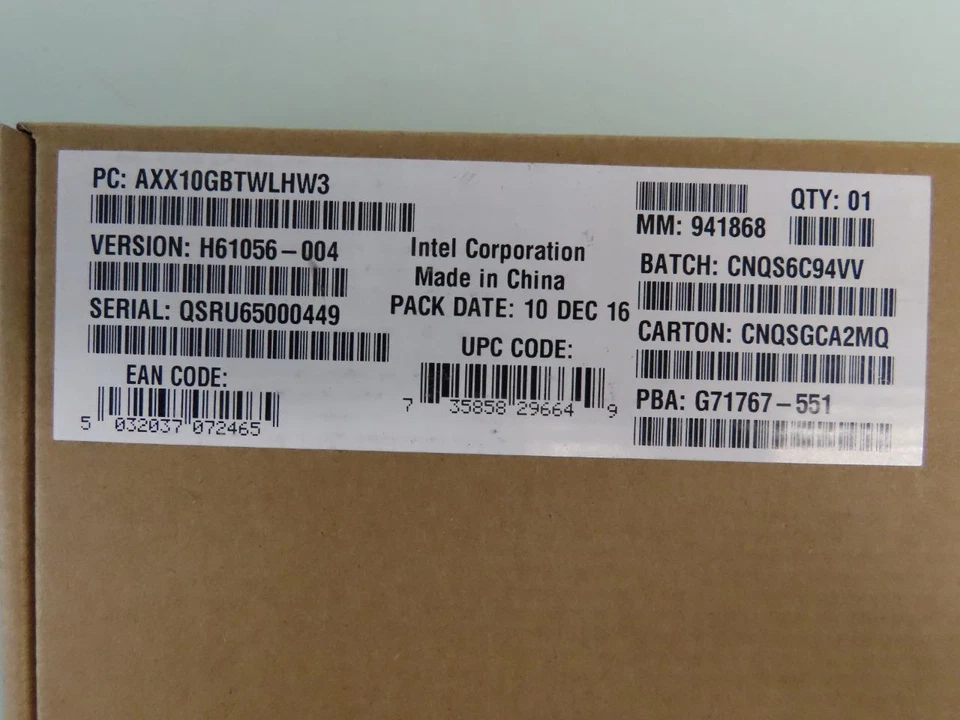 PC: AXX10GBTWLHW3
VERSION: H61056-004
SERIAL: QSRU65000449
EAN CODE:
5 032037 072465
Intel Corporation
Made in China
PACK DATE: 10 DEC 16
UPC CODE:
7 35858 29664 9
QTY: 01
MM: 941868
BATCH: CNQS6C94VV
CARTON: CNQSGCA2MQ
PBA: G71767-551